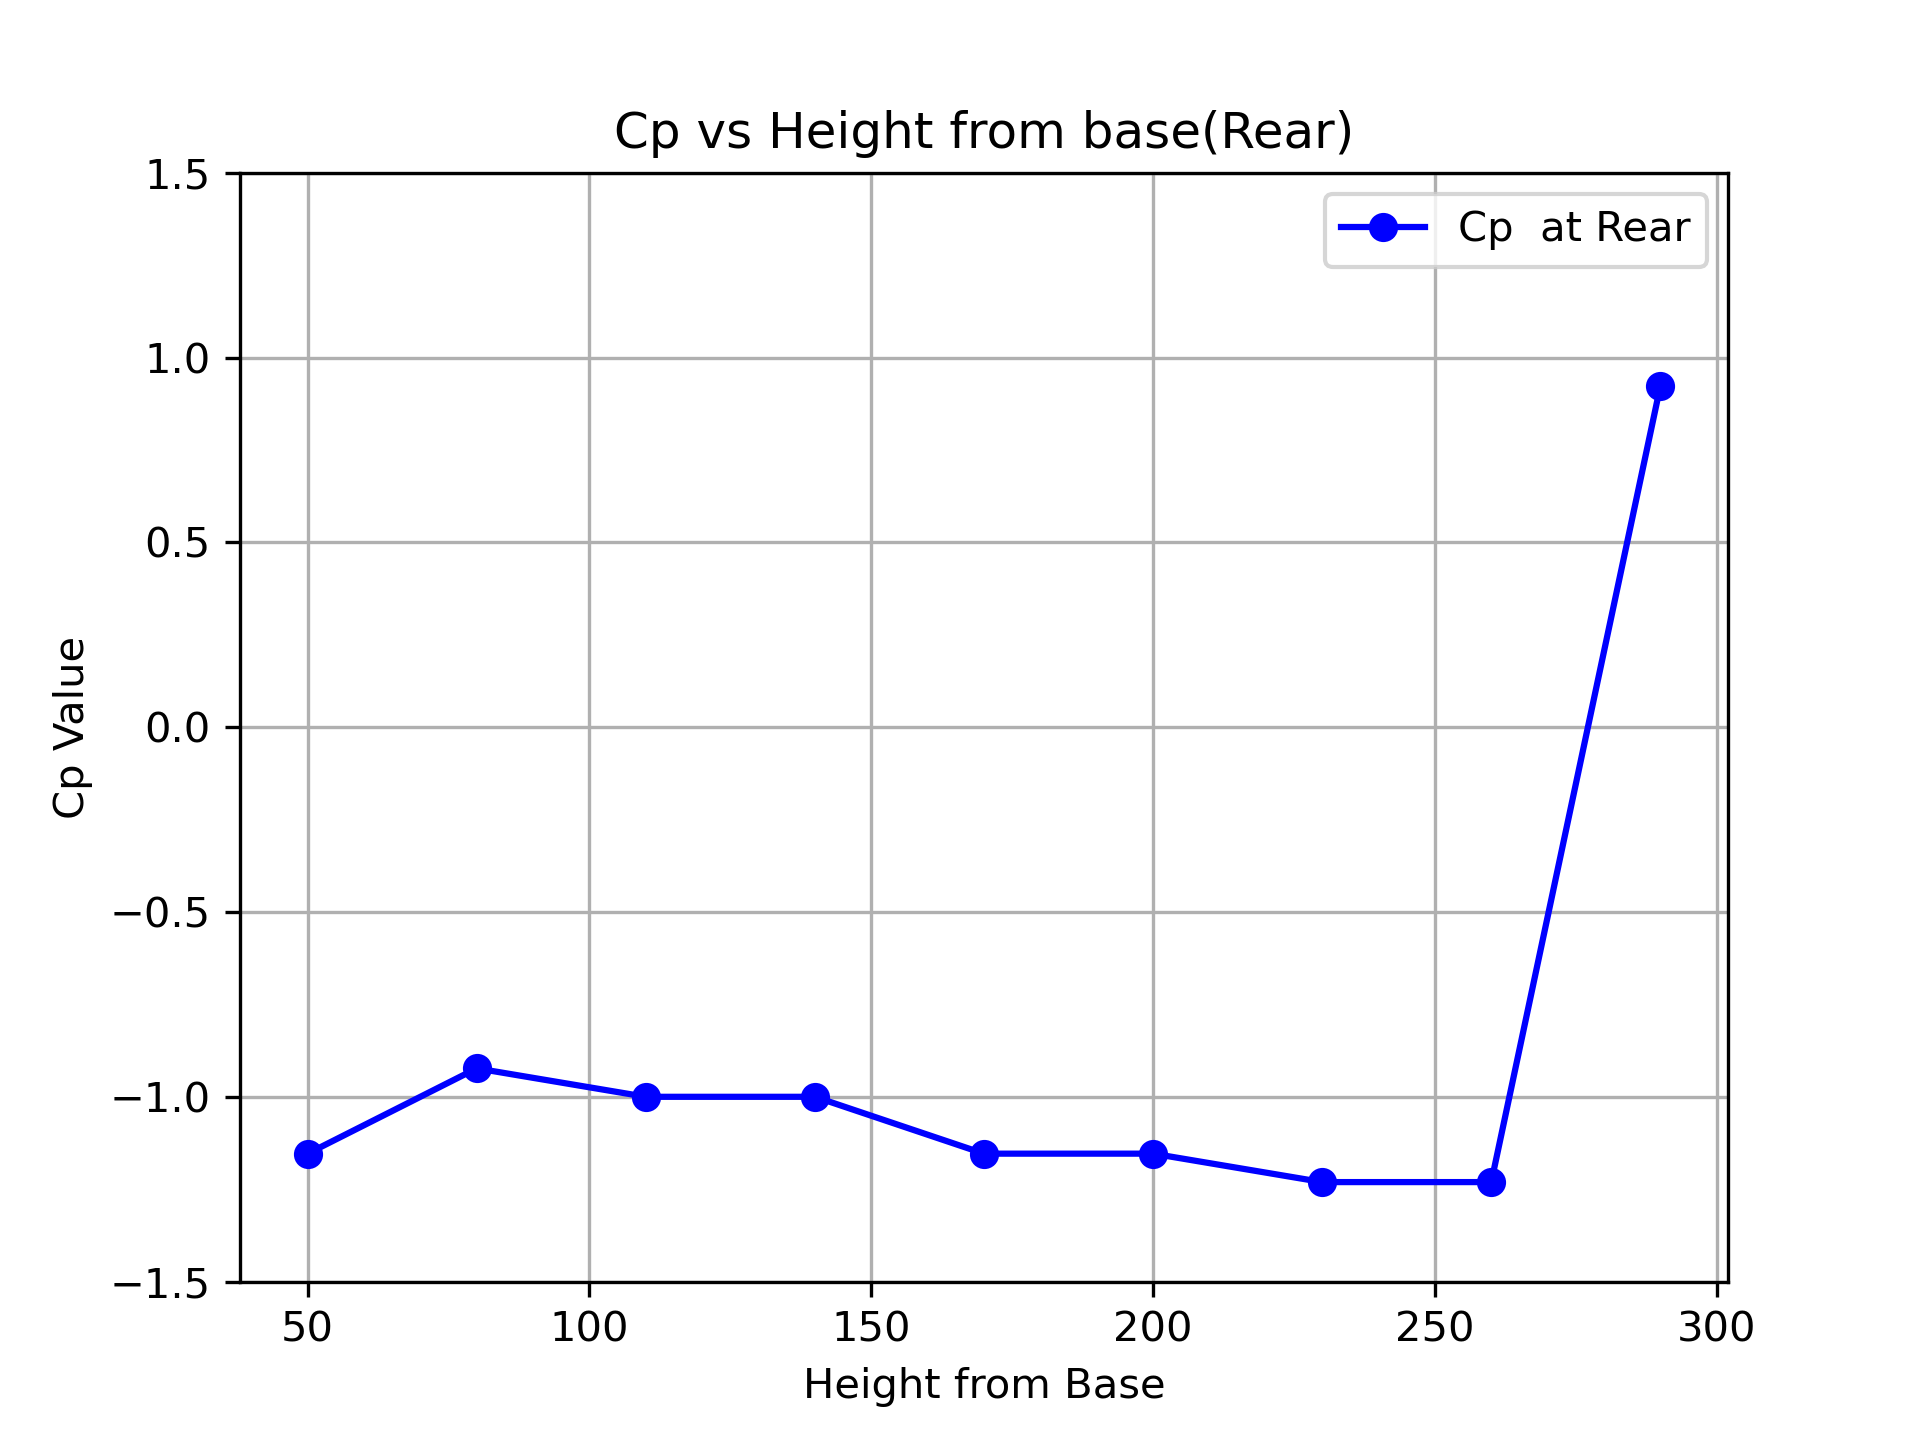 Cp vs Height from base(Rear)
Cp  at Rear
1.5
1.0
0.5
0.0
−0.5
−1.0
−1.5
Cp Value
50 100 150 200 250 300
Height from Base